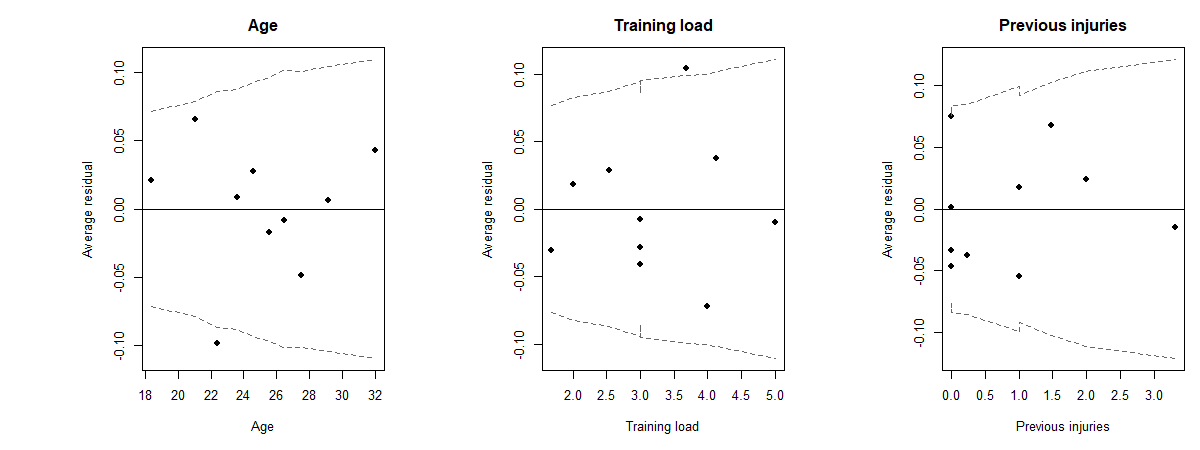 Age
Average residual
0.10
0.05
0.00
-0.05
-0.10
18 20 22 24 26 28 30 32
Age
Training load
Average residual
0.10
0.05
0.00
-0.05
-0.10
2.0 2.5 3.0 3.5 4.0 4.5 5.0
Training load
Previous injuries
Average residual
0.10
0.05
0.00
-0.05
-0.10
0.0 0.5 1.0 1.5 2.0 2.5 3.0
Previous injuries